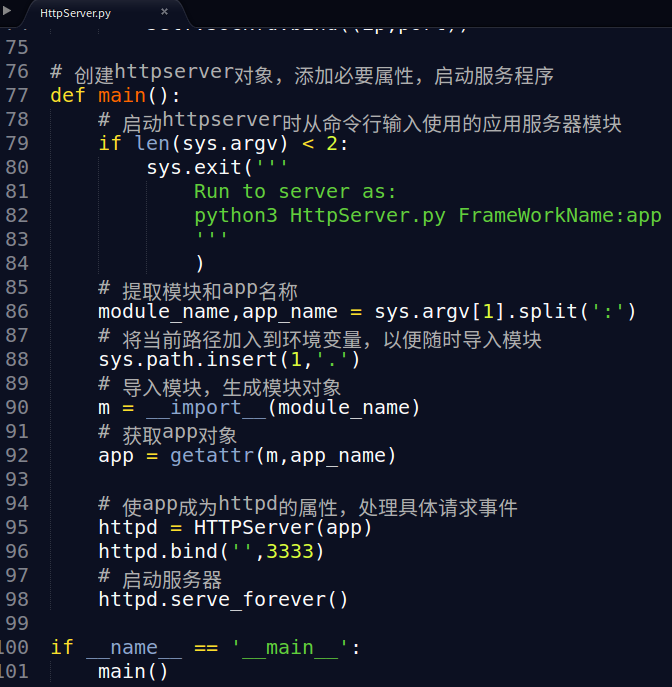 HttpServer.py ×
75
76 # 创建httpserver对象，添加必要属性，启动服务程序
77 def main():
78     # 启动httpserver时从命令行输入使用的应用服务器模块
79     if len(sys.argv) < 2:
80         sys.exit('''
81             Run to server as:
82             python3 HttpServer.py FrameWorkName:app
83             '''
84             )
85     # 提取模块和app名称
86     module_name,app_name = sys.argv[1].split(':')
87     # 将当前路径加入到环境变量，以便随时导入模块
88     sys.path.insert(1,'.')
89     # 导入模块，生成模块对象
90     m = __import__(module_name)
91     # 获取app对象
92     app = getattr(m,app_name)
93
94     # 使app成为httpd的属性，处理具体请求事件
95     httpd = HTTPServer(app)
96     httpd.bind('',3333)
97     # 启动服务器
98     httpd.serve_forever()
99
100 if __name__ == '__main__':
101     main()